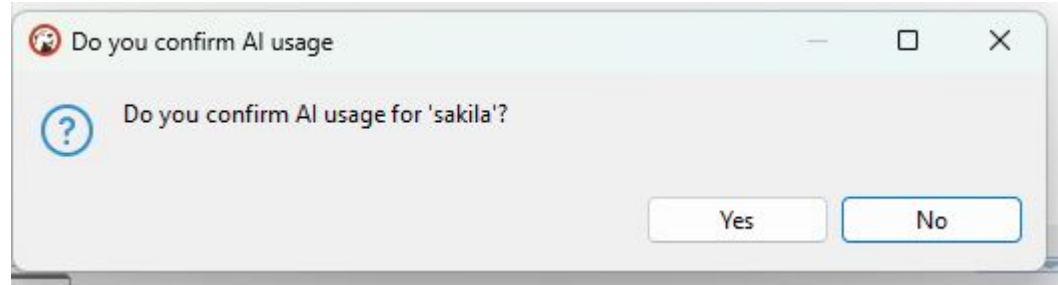 Do you confirm AI usage
Do you confirm AI usage for 'sakila'?
Yes
No